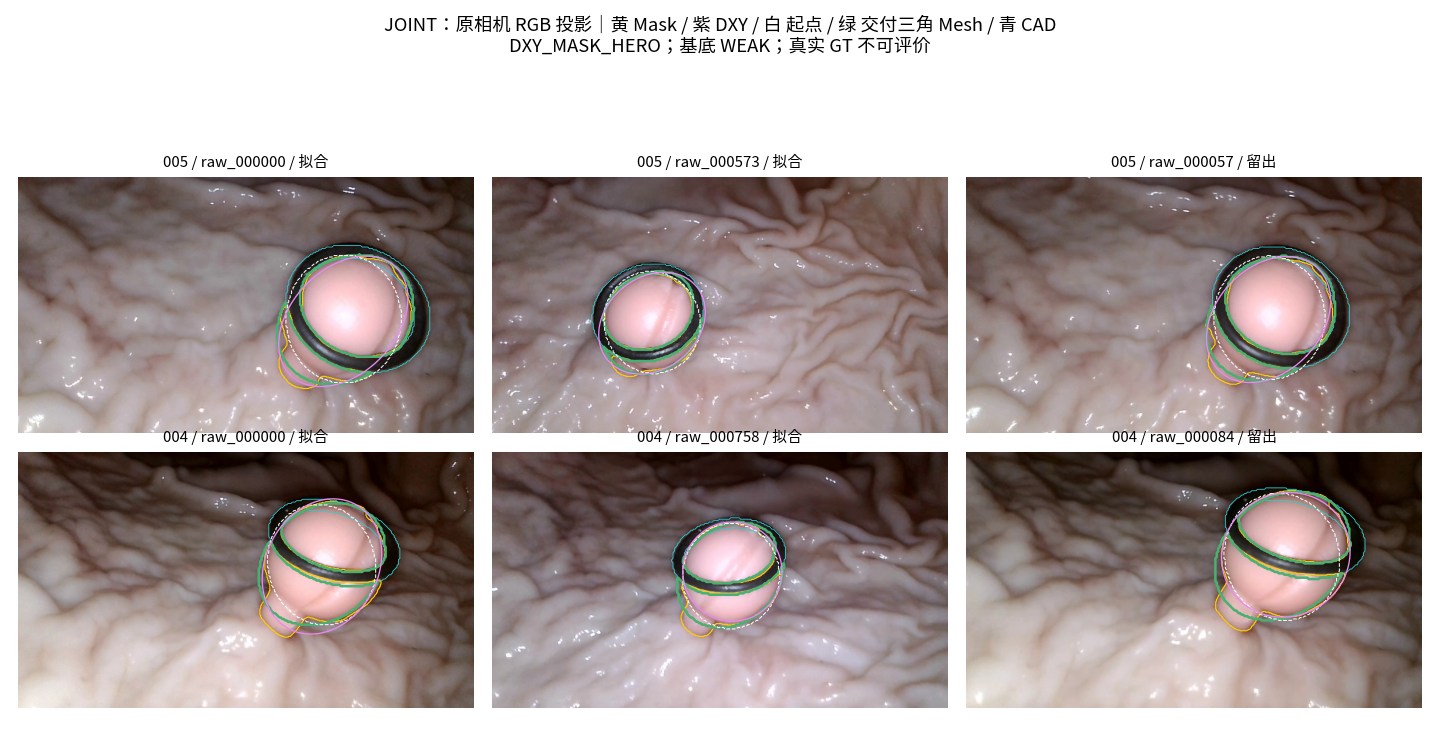 JOINT：原相机 RGB 投影｜黄 Mask / 紫 DXY / 白 起点 / 绿 交付三角 Mesh / 青 CAD
DXY_MASK_HERO；基底 WEAK；真实 GT 不可评价
005 / raw_000000 / 拟合
005 / raw_000573 / 拟合
005 / raw_000057 / 留出
004 / raw_000000 / 拟合
004 / raw_000758 / 拟合
004 / raw_000084 / 留出